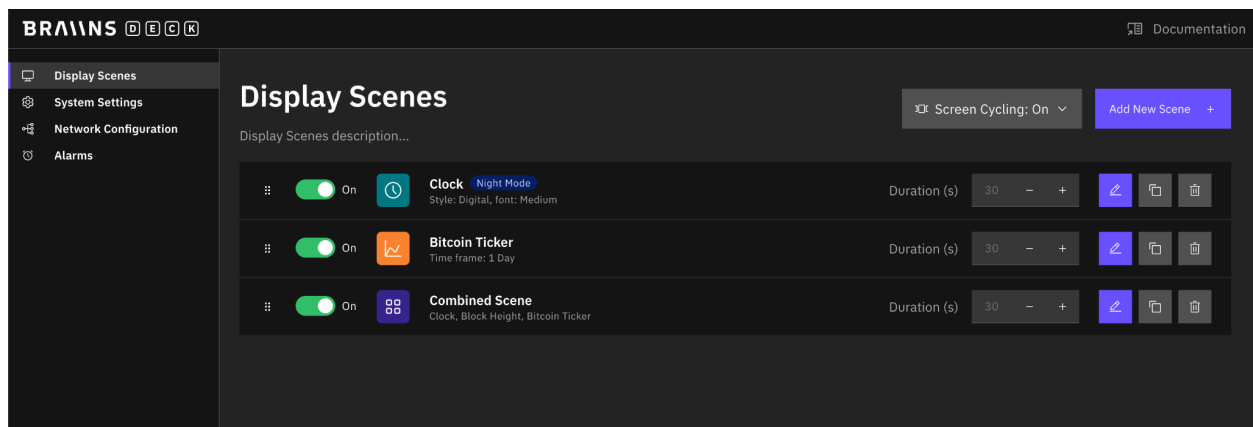 BRAIINS DECK
Documentation
Display Scenes
System Settings
Network Configuration
Alarms
Display Scenes
Display Scenes description...
Screen Cycling: On
Add New Scene +
On
Clock Night Mode
Style: Digital, font: Medium
Duration (s) 30 − +
On
Bitcoin Ticker
Time frame: 1 Day
Duration (s) 30 − +
On
Combined Scene
Clock, Block Height, Bitcoin Ticker
Duration (s) 30 − +